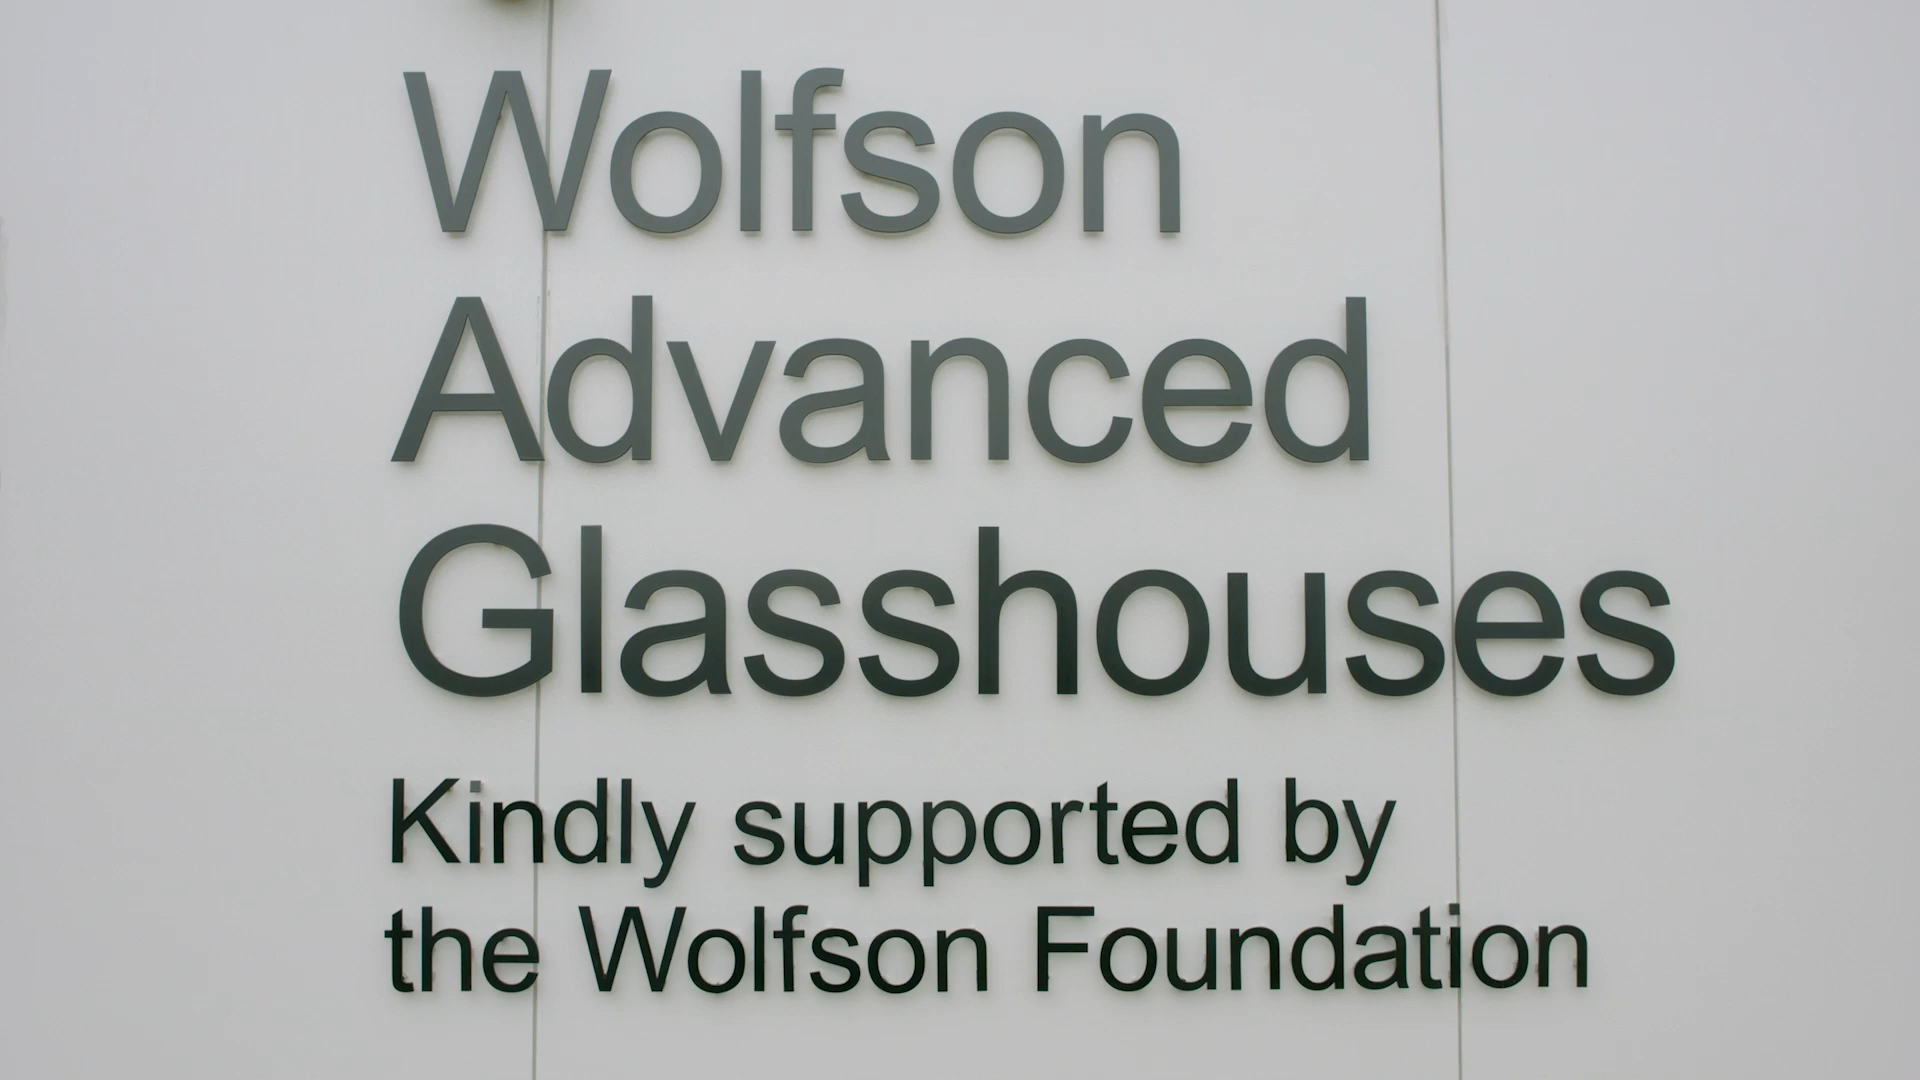 Wolfson
Advanced
Glasshouses
Kindly supported by
the Wolfson Foundation